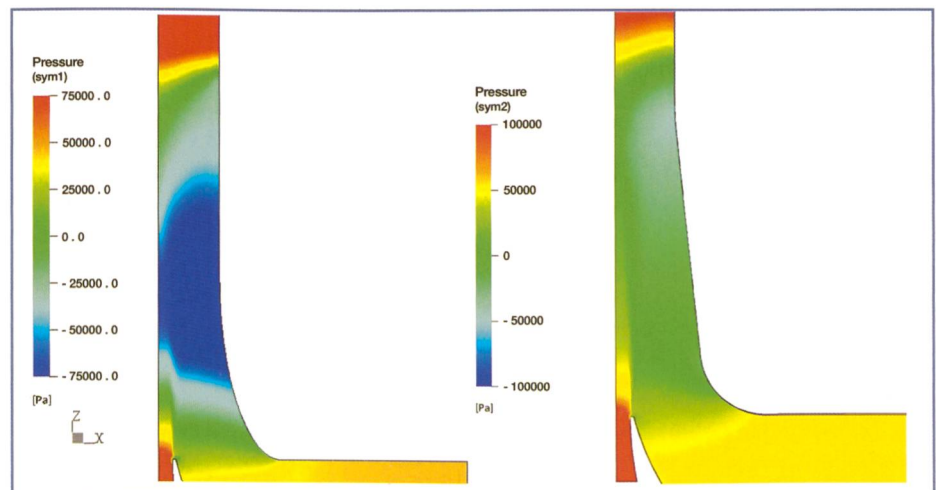 Pressure
(sym1)
75000.0
50000.0
25000.0
0.0
-25000.0
-50000.0
-75000.0
[Pa]
Z
X
Pressure
(sym2)
100000
50000
0
-50000
-100000
[Pa]